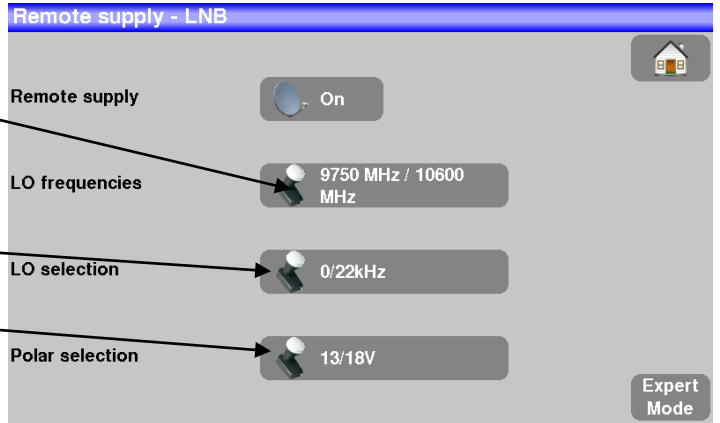 Remote supply - LNB
Remote supply
On
LO frequencies
9750 MHz / 10600
MHz
LO selection
0/22kHz
Polar selection
13/18V
Expert
Mode